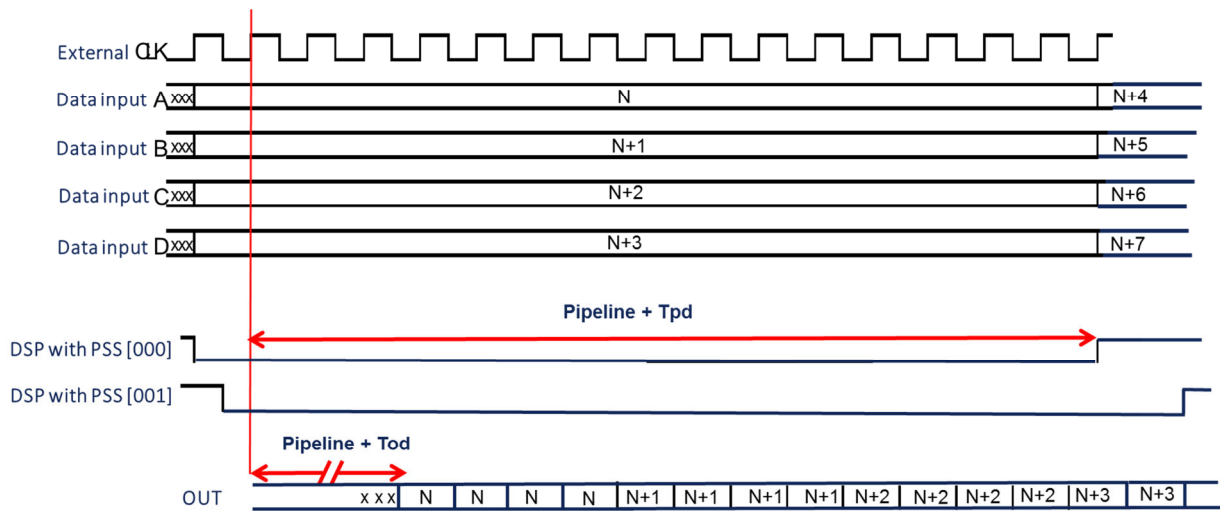 External CLK
Data input A xxx N N+4
Data input B xxx N+1 N+5
Data input C xxx N+2 N+6
Data input D xxx N+3 N+7
Pipeline + Tpd
DSP with PSS [000]
DSP with PSS [001]
Pipeline + Tod
OUT x x x N N N N N+1 N+1 N+1 N+1 N+2 N+2 N+2 N+2 N+3 N+3